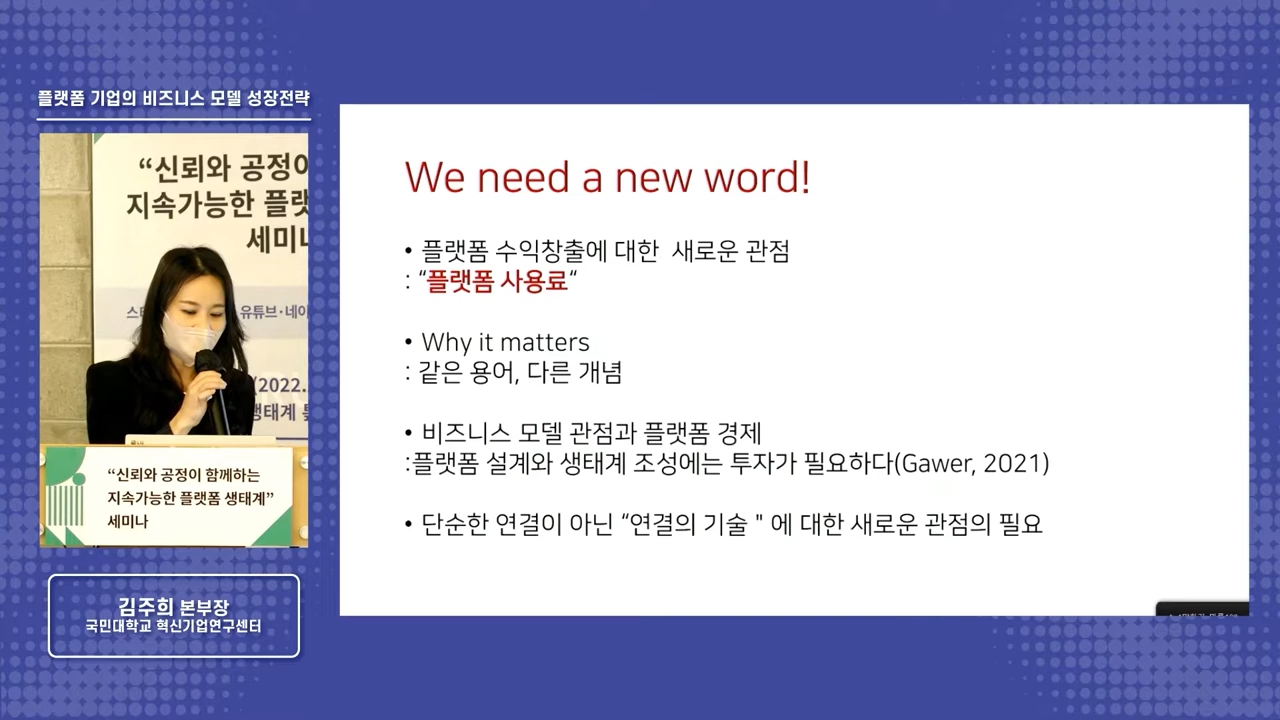 플랫폼 기업의 비즈니스 모델 성장전략
“신뢰와 공정이
지속가능한 플랫
세미나
유튜브·네이
(2022.
생태계
“신뢰와 공정이 함께하는
지속가능한 플랫폼 생태계”
세미나
김주희 본부장
국민대학교 혁신기업연구센터
We need a new word!
• 플랫폼 수익창출에 대한 새로운 관점
: “플랫폼 사용료“
• Why it matters
: 같은 용어, 다른 개념
• 비즈니스 모델 관점과 플랫폼 경제
:플랫폼 설계와 생태계 조성에는 투자가 필요하다(Gawer, 2021)
• 단순한 연결이 아닌 “연결의 기술 " 에 대한 새로운 관점의 필요